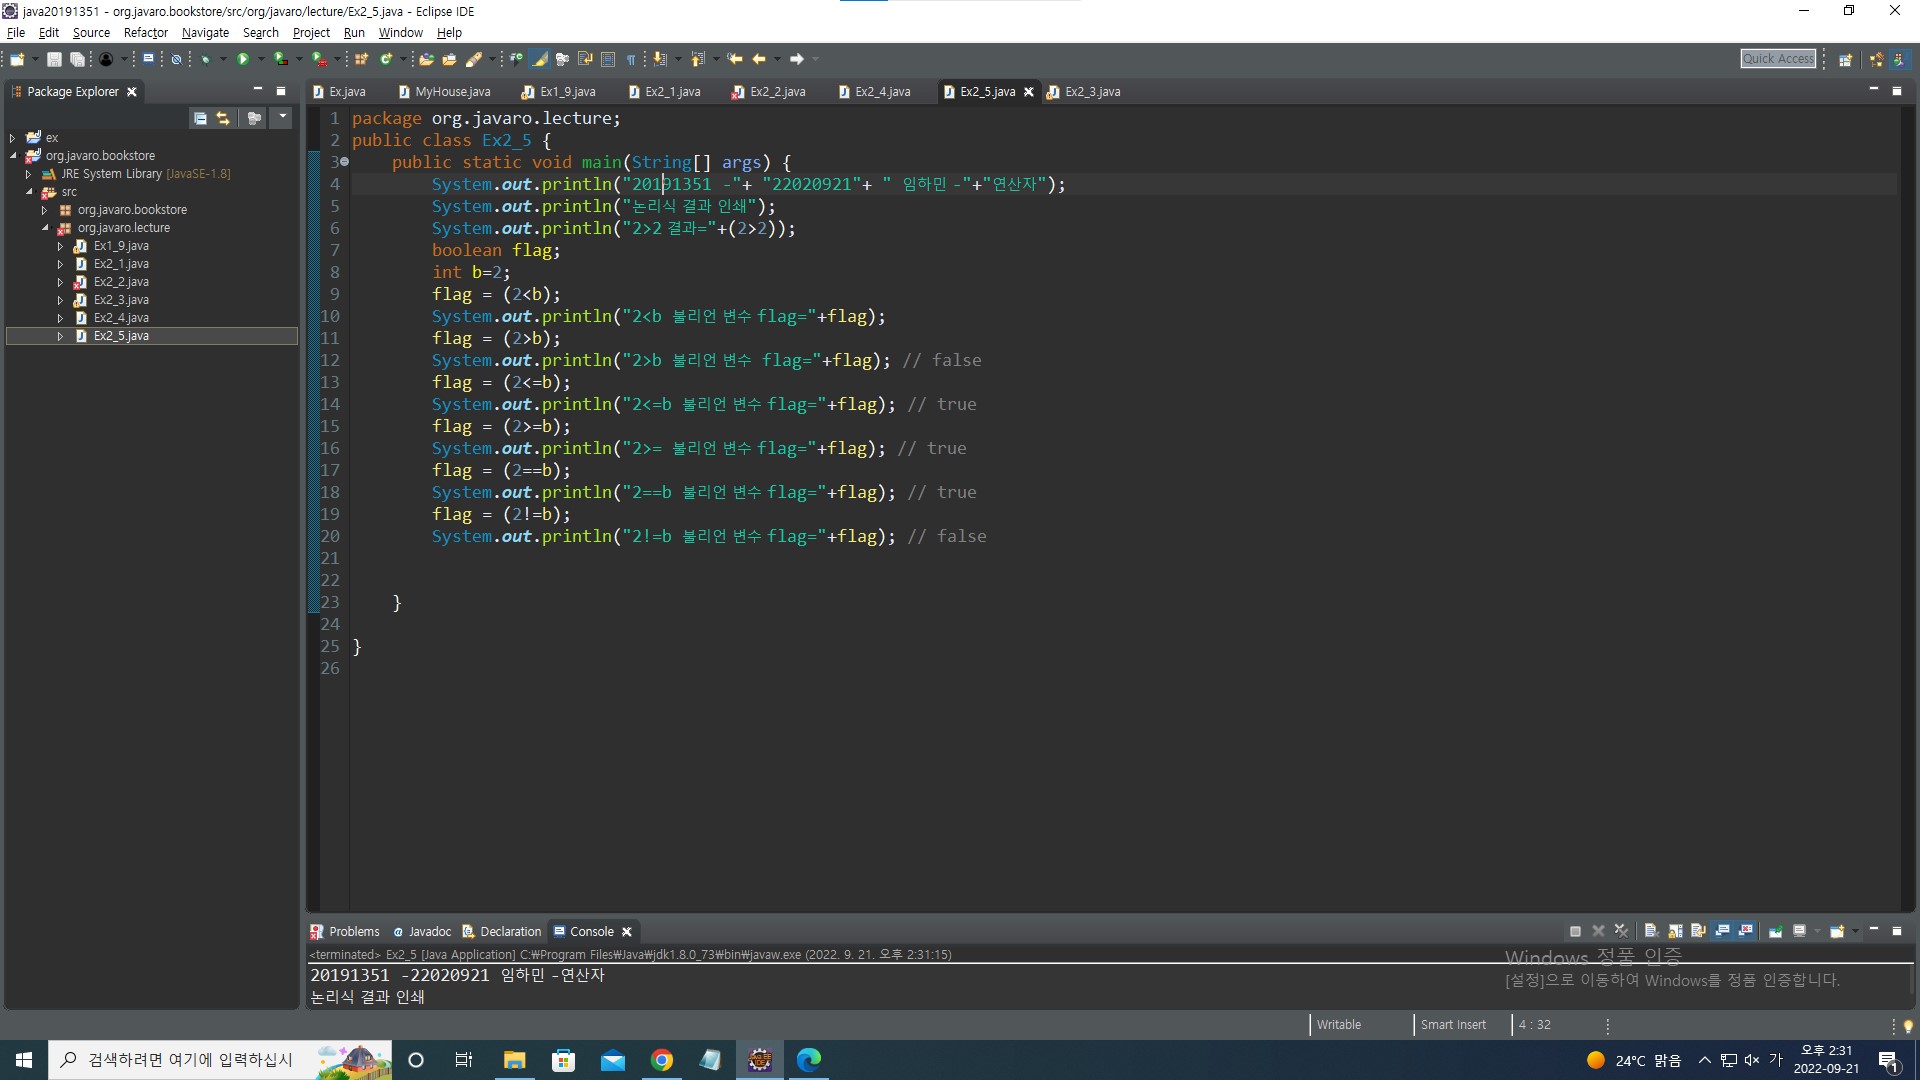 java20191351 - org.javaro.bookstore/src/org/javaro/lecture/Ex2_5.java - Eclipse IDE
File Edit Source Refactor Navigate Search Project Run Window Help
Quick Access
Package Explorer
Ex.java MyHouse.java Ex1_9.java Ex2_1.java Ex2_2.java Ex2_4.java Ex2_5.java Ex2_3.java
ex
org.javaro.bookstore
JRE System Library [JavaSE-1.8]
src
org.javaro.bookstore
org.javaro.lecture
Ex1_9.java
Ex2_1.java
Ex2_2.java
Ex2_3.java
Ex2_4.java
Ex2_5.java
1 package org.javaro.lecture;
2 public class Ex2_5 {
3 public static void main(String[] args) {
4 System.out.println("20191351 -"+ "22020921"+ " 임하민 -"+"연산자");
5 System.out.println("논리식 결과 인쇄");
6 System.out.println("2>2 결과="+(2>2));
7 boolean flag;
8 int b=2;
9 flag = (2<b);
10 System.out.println("2<b 불리언 변수 flag="+flag);
11 flag = (2>b);
12 System.out.println("2>b 불리언 변수 flag="+flag); // false
13 flag = (2<=b);
14 System.out.println("2<=b 불리언 변수 flag="+flag); // true
15 flag = (2>=b);
16 System.out.println("2>= 불리언 변수 flag="+flag); // true
17 flag = (2==b);
18 System.out.println("2==b 불리언 변수 flag="+flag); // true
19 flag = (2!=b);
20 System.out.println("2!=b 불리언 변수 flag="+flag); // false
21
22
23 }
24
25 }
26
Problems Javadoc Declaration Console
<terminated> Ex2_5 [Java Application] C:₩Program Files₩Java₩jdk1.8.0_73₩bin₩javaw.exe (2022. 9. 21. 오후 2:31:15)
20191351 -22020921 임하민 -연산자
논리식 결과 인쇄
Windows 정품 인증
[설정]으로 이동하여 Windows를 정품 인증합니다.
Writable Smart Insert 4 : 32
검색하려면 여기에 입력하십시
24°C 맑음 가 오후 2:31
2022-09-21
1